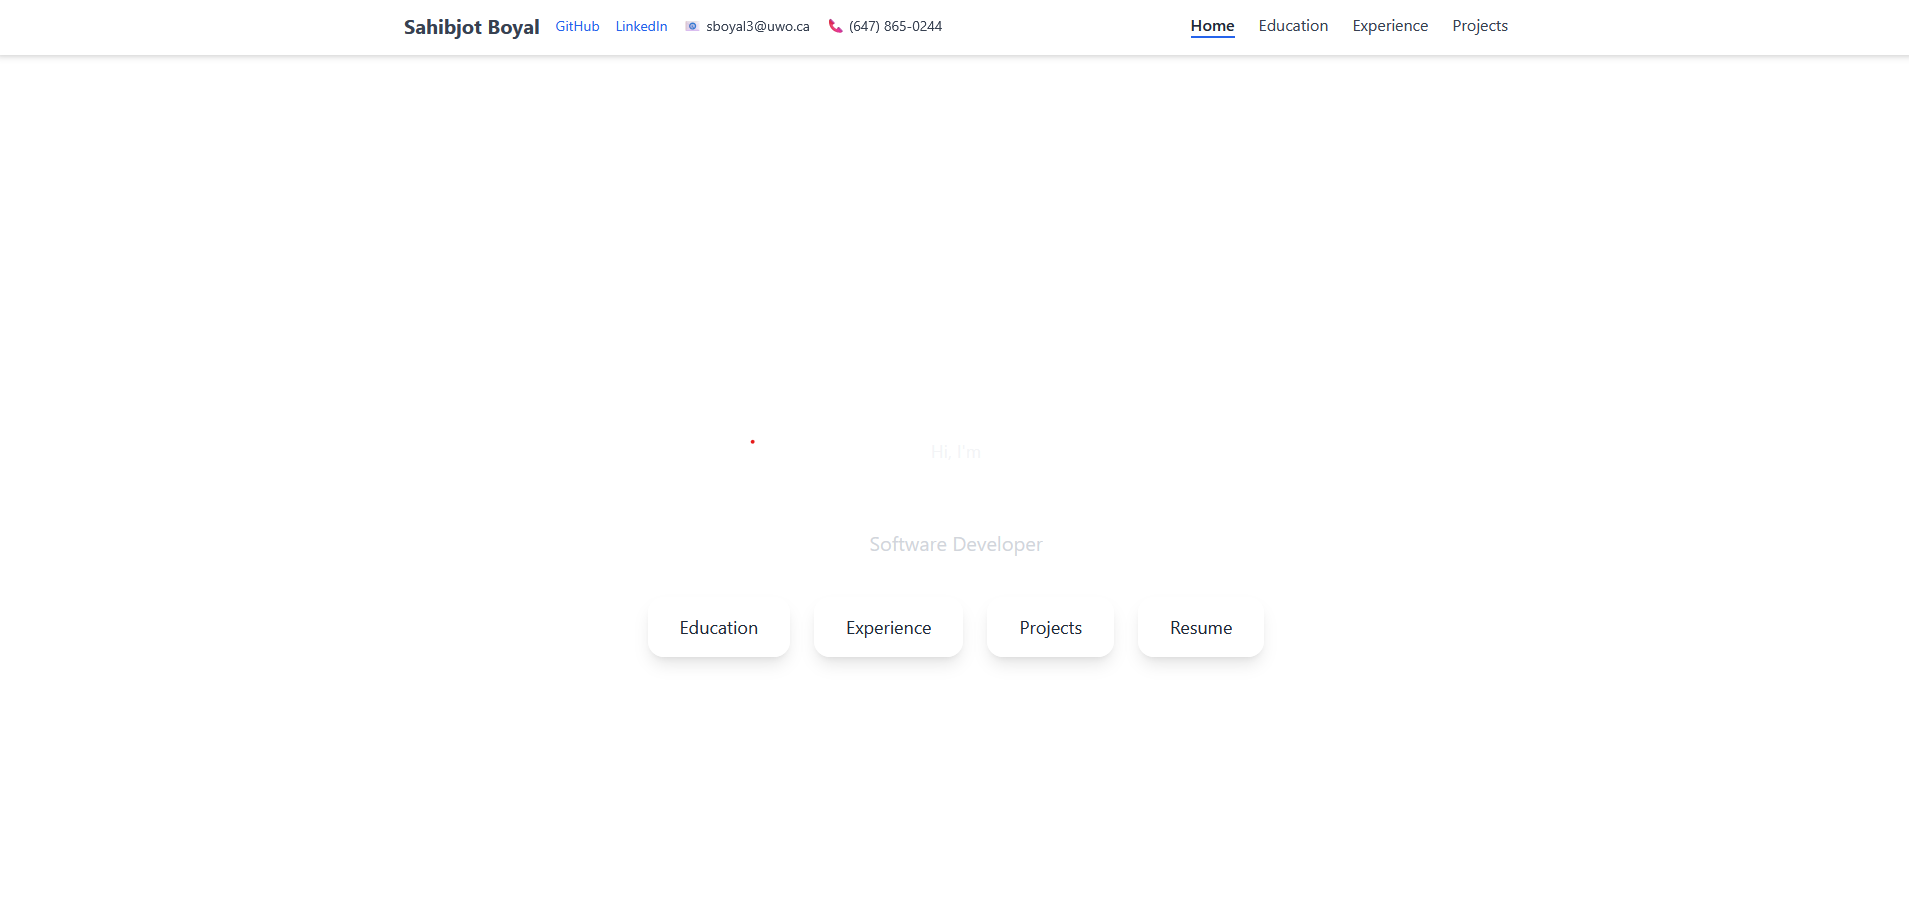 Sahibjot Boyal GitHub LinkedIn sboyal3@uwo.ca (647) 865-0244 Home Education Experience Projects
Hi, I'm
Software Developer
Education Experience Projects Resume